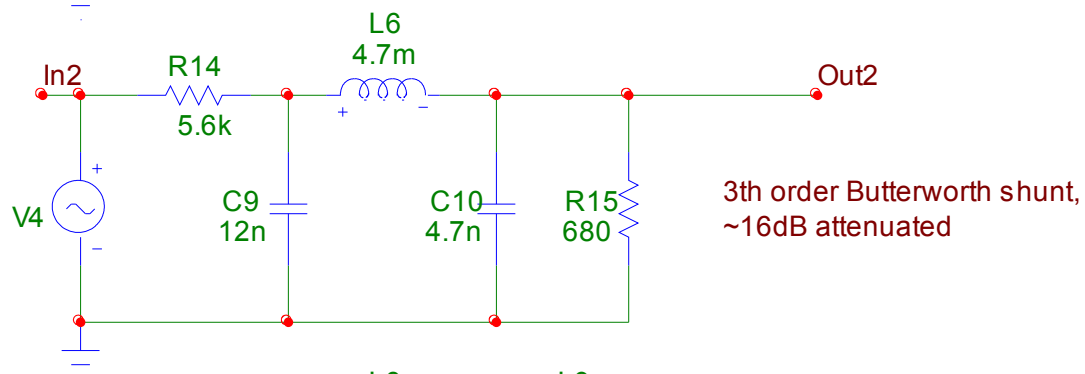 L6
4.7m
In2
R14
Out2
+
-
5.6k
+
V4
-
C9
12n
C10
4.7n
R15
680
3th order Butterworth shunt,
~16dB attenuated